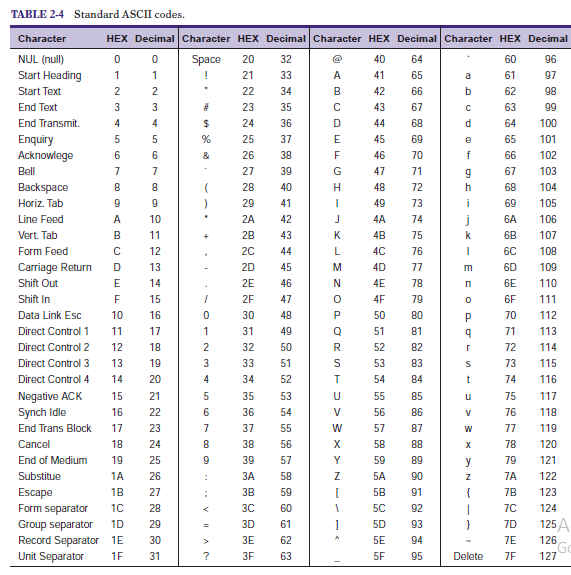 TABLE 2-4 Standard ASCII codes.
Character HEX Decimal Character HEX Decimal Character HEX Decimal Character HEX Decimal
NUL (null) 0 0 Space 20 32 @ 40 64 ` 60 96
Start Heading 1 1 ! 21 33 A 41 65 a 61 97
Start Text 2 2 " 22 34 B 42 66 b 62 98
End Text 3 3 # 23 35 C 43 67 c 63 99
End Transmit. 4 4 $ 24 36 D 44 68 d 64 100
Enquiry 5 5 % 25 37 E 45 69 e 65 101
Acknowlege 6 6 & 26 38 F 46 70 f 66 102
Bell 7 7 ' 27 39 G 47 71 g 67 103
Backspace 8 8 ( 28 40 H 48 72 h 68 104
Horiz. Tab 9 9 ) 29 41 I 49 73 i 69 105
Line Feed A 10 * 2A 42 J 4A 74 j 6A 106
Vert. Tab B 11 + 2B 43 K 4B 75 k 6B 107
Form Feed C 12 , 2C 44 L 4C 76 l 6C 108
Carriage Return D 13 - 2D 45 M 4D 77 m 6D 109
Shift Out E 14 . 2E 46 N 4E 78 n 6E 110
Shift In F 15 / 2F 47 O 4F 79 o 6F 111
Data Link Esc 10 16 0 30 48 P 50 80 p 70 112
Direct Control 1 11 17 1 31 49 Q 51 81 q 71 113
Direct Control 2 12 18 2 32 50 R 52 82 r 72 114
Direct Control 3 13 19 3 33 51 S 53 83 s 73 115
Direct Control 4 14 20 4 34 52 T 54 84 t 74 116
Negative ACK 15 21 5 35 53 U 55 85 u 75 117
Synch Idle 16 22 6 36 54 V 56 86 v 76 118
End Trans Block 17 23 7 37 55 W 57 87 w 77 119
Cancel 18 24 8 38 56 X 58 88 x 78 120
End of Medium 19 25 9 39 57 Y 59 89 y 79 121
Substitue 1A 26 : 3A 58 Z 5A 90 z 7A 122
Escape 1B 27 ; 3B 59 [ 5B 91 { 7B 123
Form separator 1C 28 < 3C 60 \ 5C 92 | 7C 124
Group separator 1D 29 = 3D 61 ] 5D 93 } 7D 125
Record Separator 1E 30 > 3E 62 ^ 5E 94 ~ 7E 126
Unit Separator 1F 31 ? 3F 63 _ 5F 95 Delete 7F 127